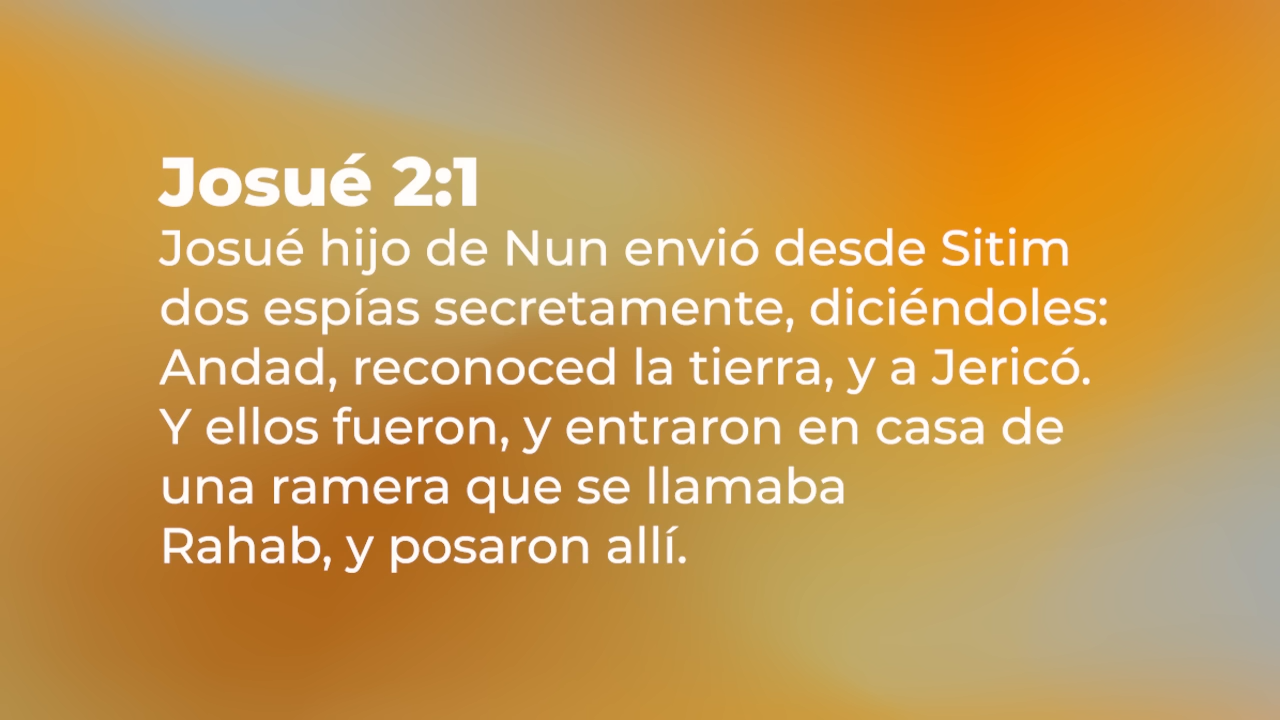 Josué 2:1
Josué hijo de Nun envió desde Sitim
dos espías secretamente, diciéndoles:
Andad, reconoced la tierra, y a Jericó.
Y ellos fueron, y entraron en casa de
una ramera que se llamaba
Rahab, y posaron allí.